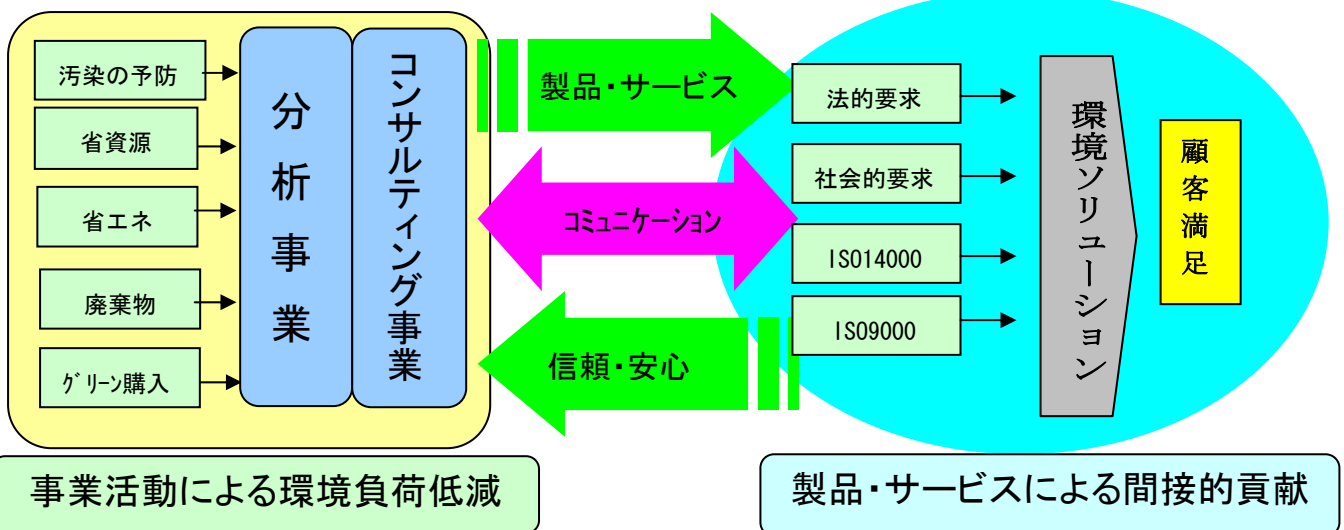 汚染の予防
省資源
省エネ
廃棄物
グリーン購入
分析事業
コンサルティング事業
製品・サービス
コミュニケーション
信頼・安心
法的要求
社会的要求
ISO14000
ISO9000
環境ソリューション
顧客満足
事業活動による環境負荷低減
製品・サービスによる間接的貢献